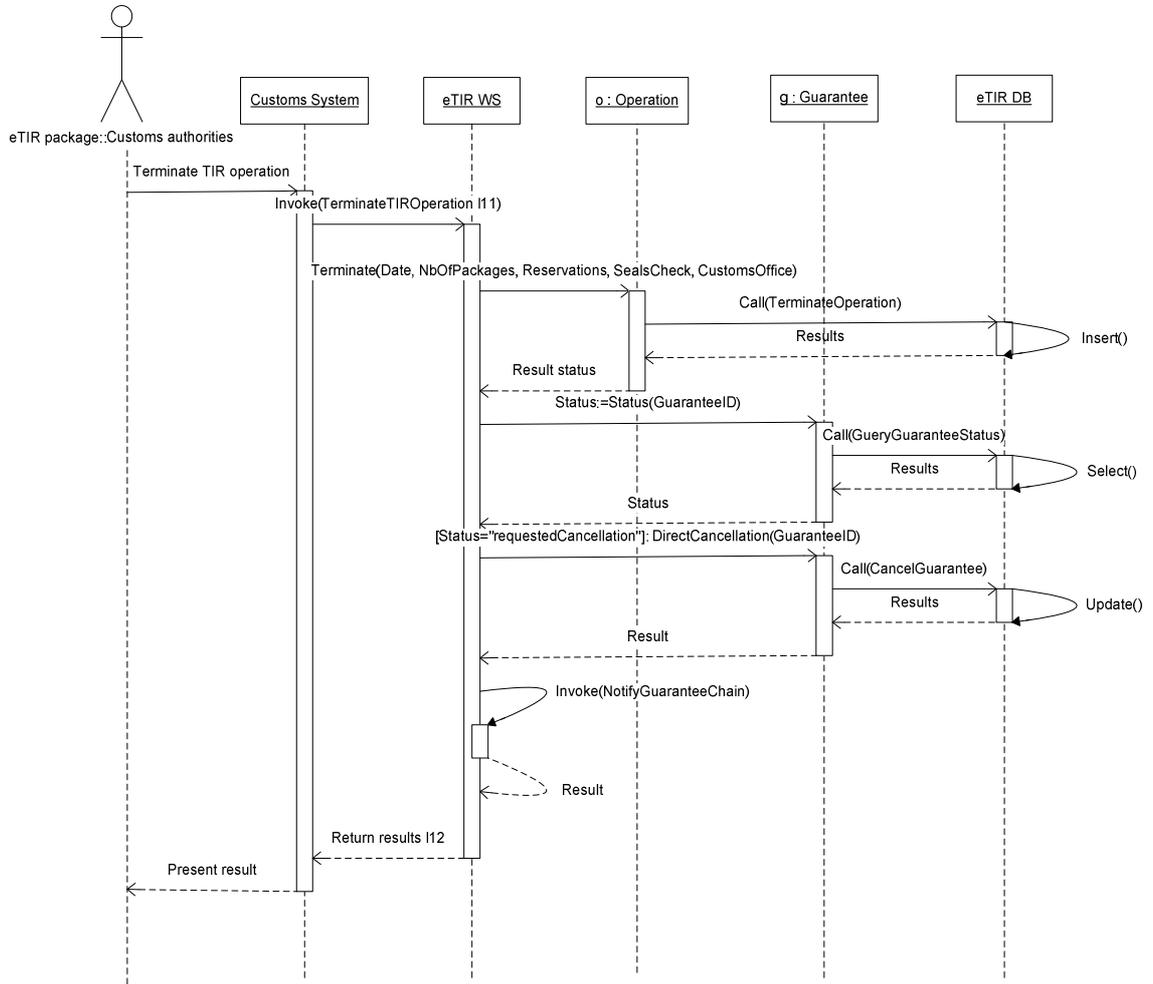 Customs System
eTIR WS
o : Operation
g : Guarantee
eTIR DB
eTIR package::Customs authorities
Terminate TIR operation
Invoke(TerminateTIROperation I11)
Terminate(Date, NbOfPackages, Reservations, SealsCheck, CustomsOffice)
Call(TerminateOperation)
Results
Insert()
Result status
Status:=Status(GuaranteeID)
Call(GueryGuaranteeStatus)
Results
Select()
Status
[Status="requestedCancellation"]: DirectCancellation(GuaranteeID)
Call(CancelGuarantee)
Results
Update()
Result
Invoke(NotifyGuaranteeChain)
Result
Return results I12
Present result